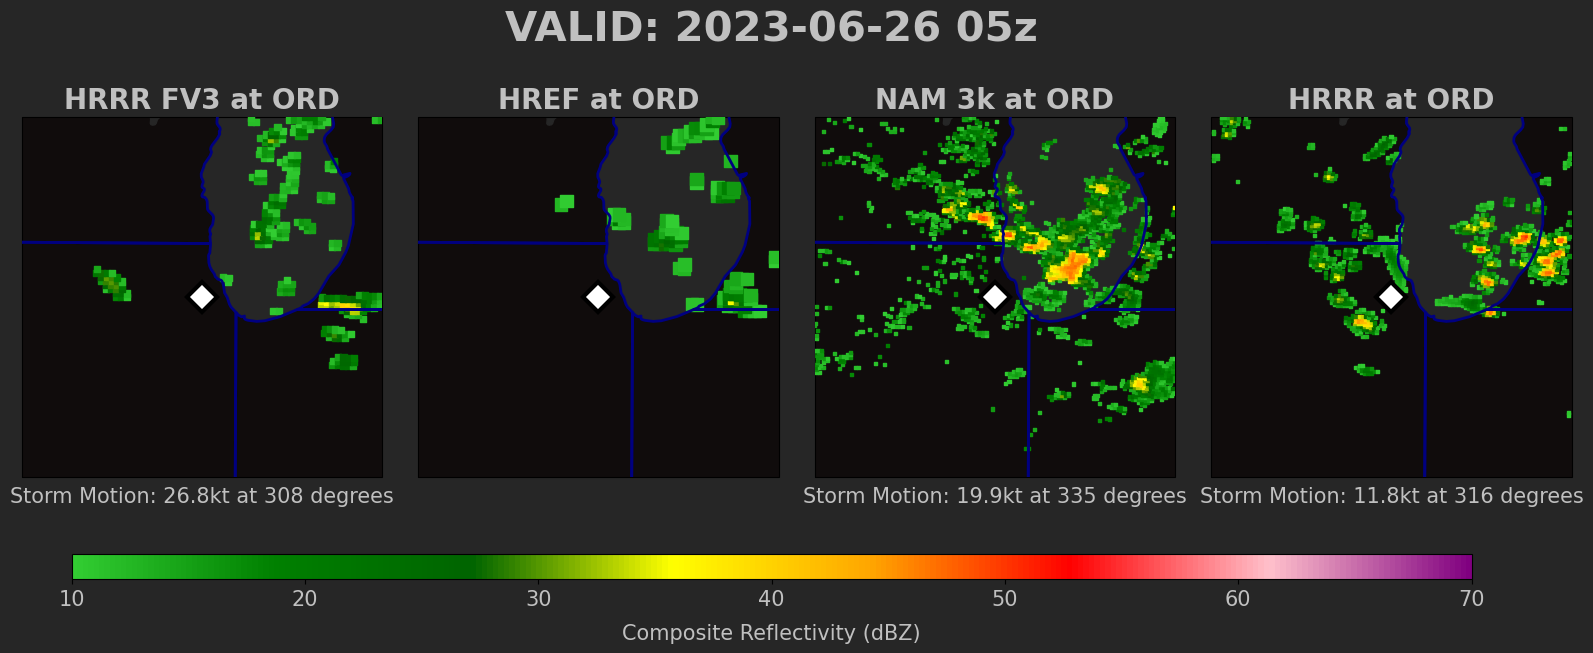 VALID: 2023-06-26 05z
HRRR FV3 at ORD
HREF at ORD
NAM 3k at ORD
HRRR at ORD
Storm Motion: 26.8kt at 308 degrees
Storm Motion: 19.9kt at 335 degrees
Storm Motion: 11.8kt at 316 degrees
10 20 30 40 50 60 70
Composite Reflectivity (dBZ)